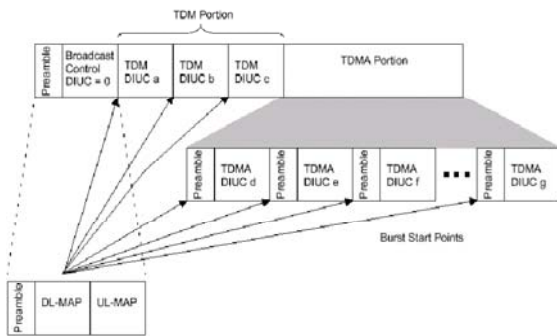 TDM Portion
Preamble
Broadcast
Control
DIUC = 0
TDM
DIUC a
TDM
DIUC b
TDM
DIUC c
TDMA Portion
Preamble
TDMA
DIUC d
Preamble
TDMA
DIUC e
Preamble
TDMA
DIUC f
Preamble
TDMA
DIUC g
Burst Start Points
Preamble
DL-MAP
UL-MAP